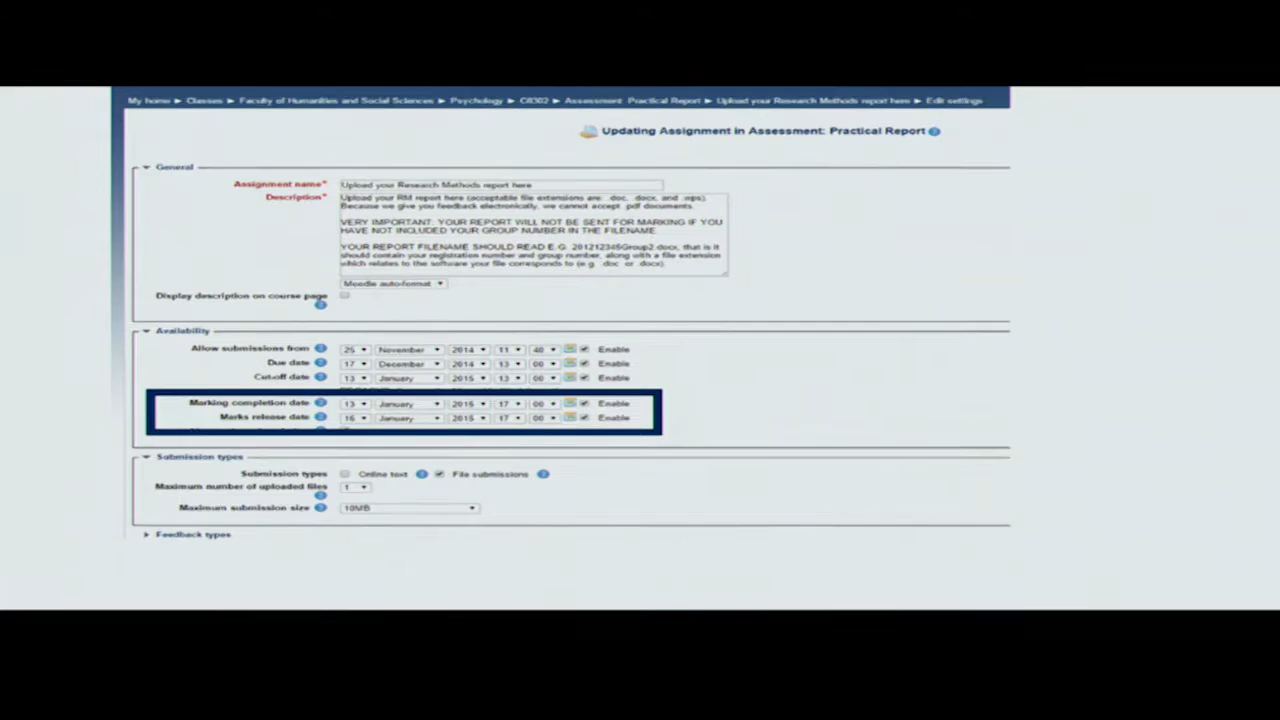 My home ► Classes ► Faculty of Humanities and Social Sciences ► Psychology ► C8302 ► Assessment: Practical Report ► Upload your Research Methods report here ► Edit settings
Updating Assignment in Assessment: Practical Report
General
Assignment name* Upload your Research Methods report here
Description* Upload your RM report here (acceptable file extensions are: .doc, .docx, and .wps).
Because we give you feedback electronically, we cannot accept .pdf documents.
VERY IMPORTANT: YOUR REPORT WILL NOT BE SENT FOR MARKING IF YOU
HAVE NOT INCLUDED YOUR GROUP NUMBER IN THE FILENAME.
YOUR REPORT FILENAME SHOULD READ E.G. 201212345Group2.docx, that is it
should contain your registration number and group number, along with a file extension
which relates to the software your file corresponds to (e.g. .doc or .docx).
Moodle auto-format
Display description on course page
Availability
Allow submissions from 25 November 2014 11 40 Enable
Due date 17 December 2014 13 00 Enable
Cut-off date 13 January 2015 13 00 Enable
Marking completion date 13 January 2015 17 00 Enable
Marks release date 16 January 2015 17 00 Enable
Submission types
Submission types Online text File submissions
Maximum number of uploaded files 1
Maximum submission size 10MB
Feedback types